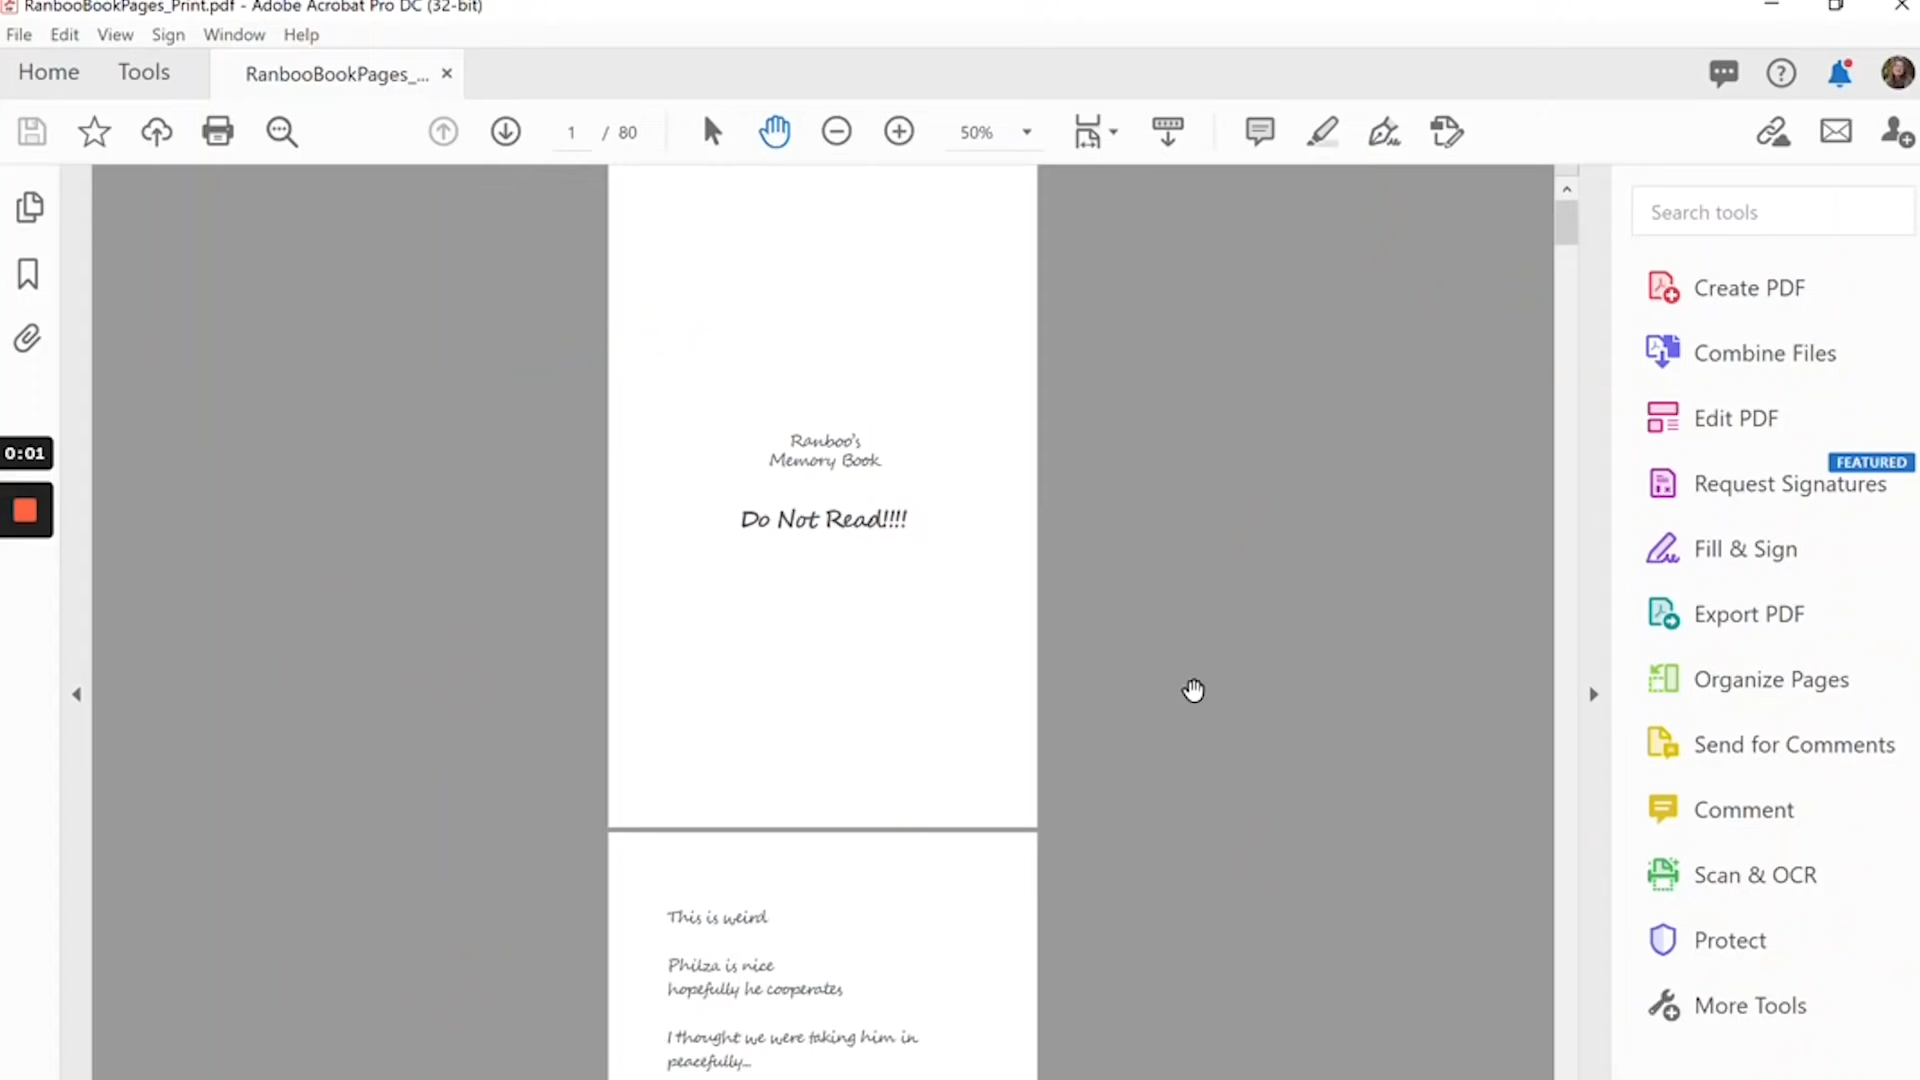 RanbooBookPages_Print.pdf - Adobe Acrobat Pro DC (32-bit)
File Edit View Sign Window Help
Home Tools RanbooBookPages_... ×
1 / 80 50%
Search tools
Create PDF
Combine Files
Edit PDF
FEATURED
Request Signatures
Fill & Sign
Export PDF
Organize Pages
Send for Comments
Comment
Scan & OCR
Protect
More Tools
0:01
Ranboo's
Memory Book
Do Not Read!!!!
This is weird
Philza is nice
hopefully he cooperates
I thought we were taking him in
peacefully...